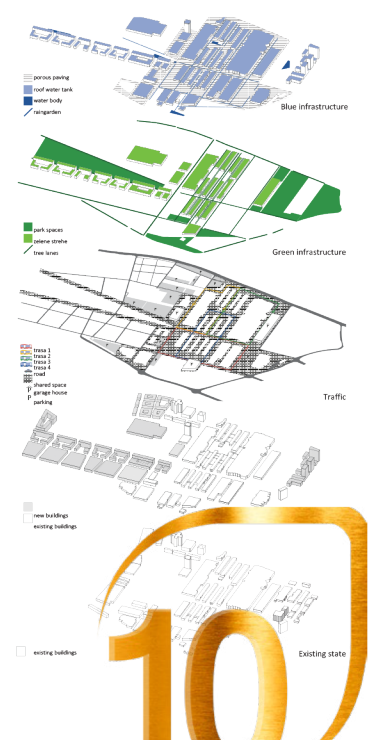 porous paving
roof water tank
water body
raingarden
Blue infrastructure
park spaces
zelene strehe
tree lanes
Green infrastructure
trasa 1
trasa 2
trasa 3
trasa 4
road
shared space
P garage house
P parking
Traffic
new buildings
existing buildings
existing buildings
Existing state
10